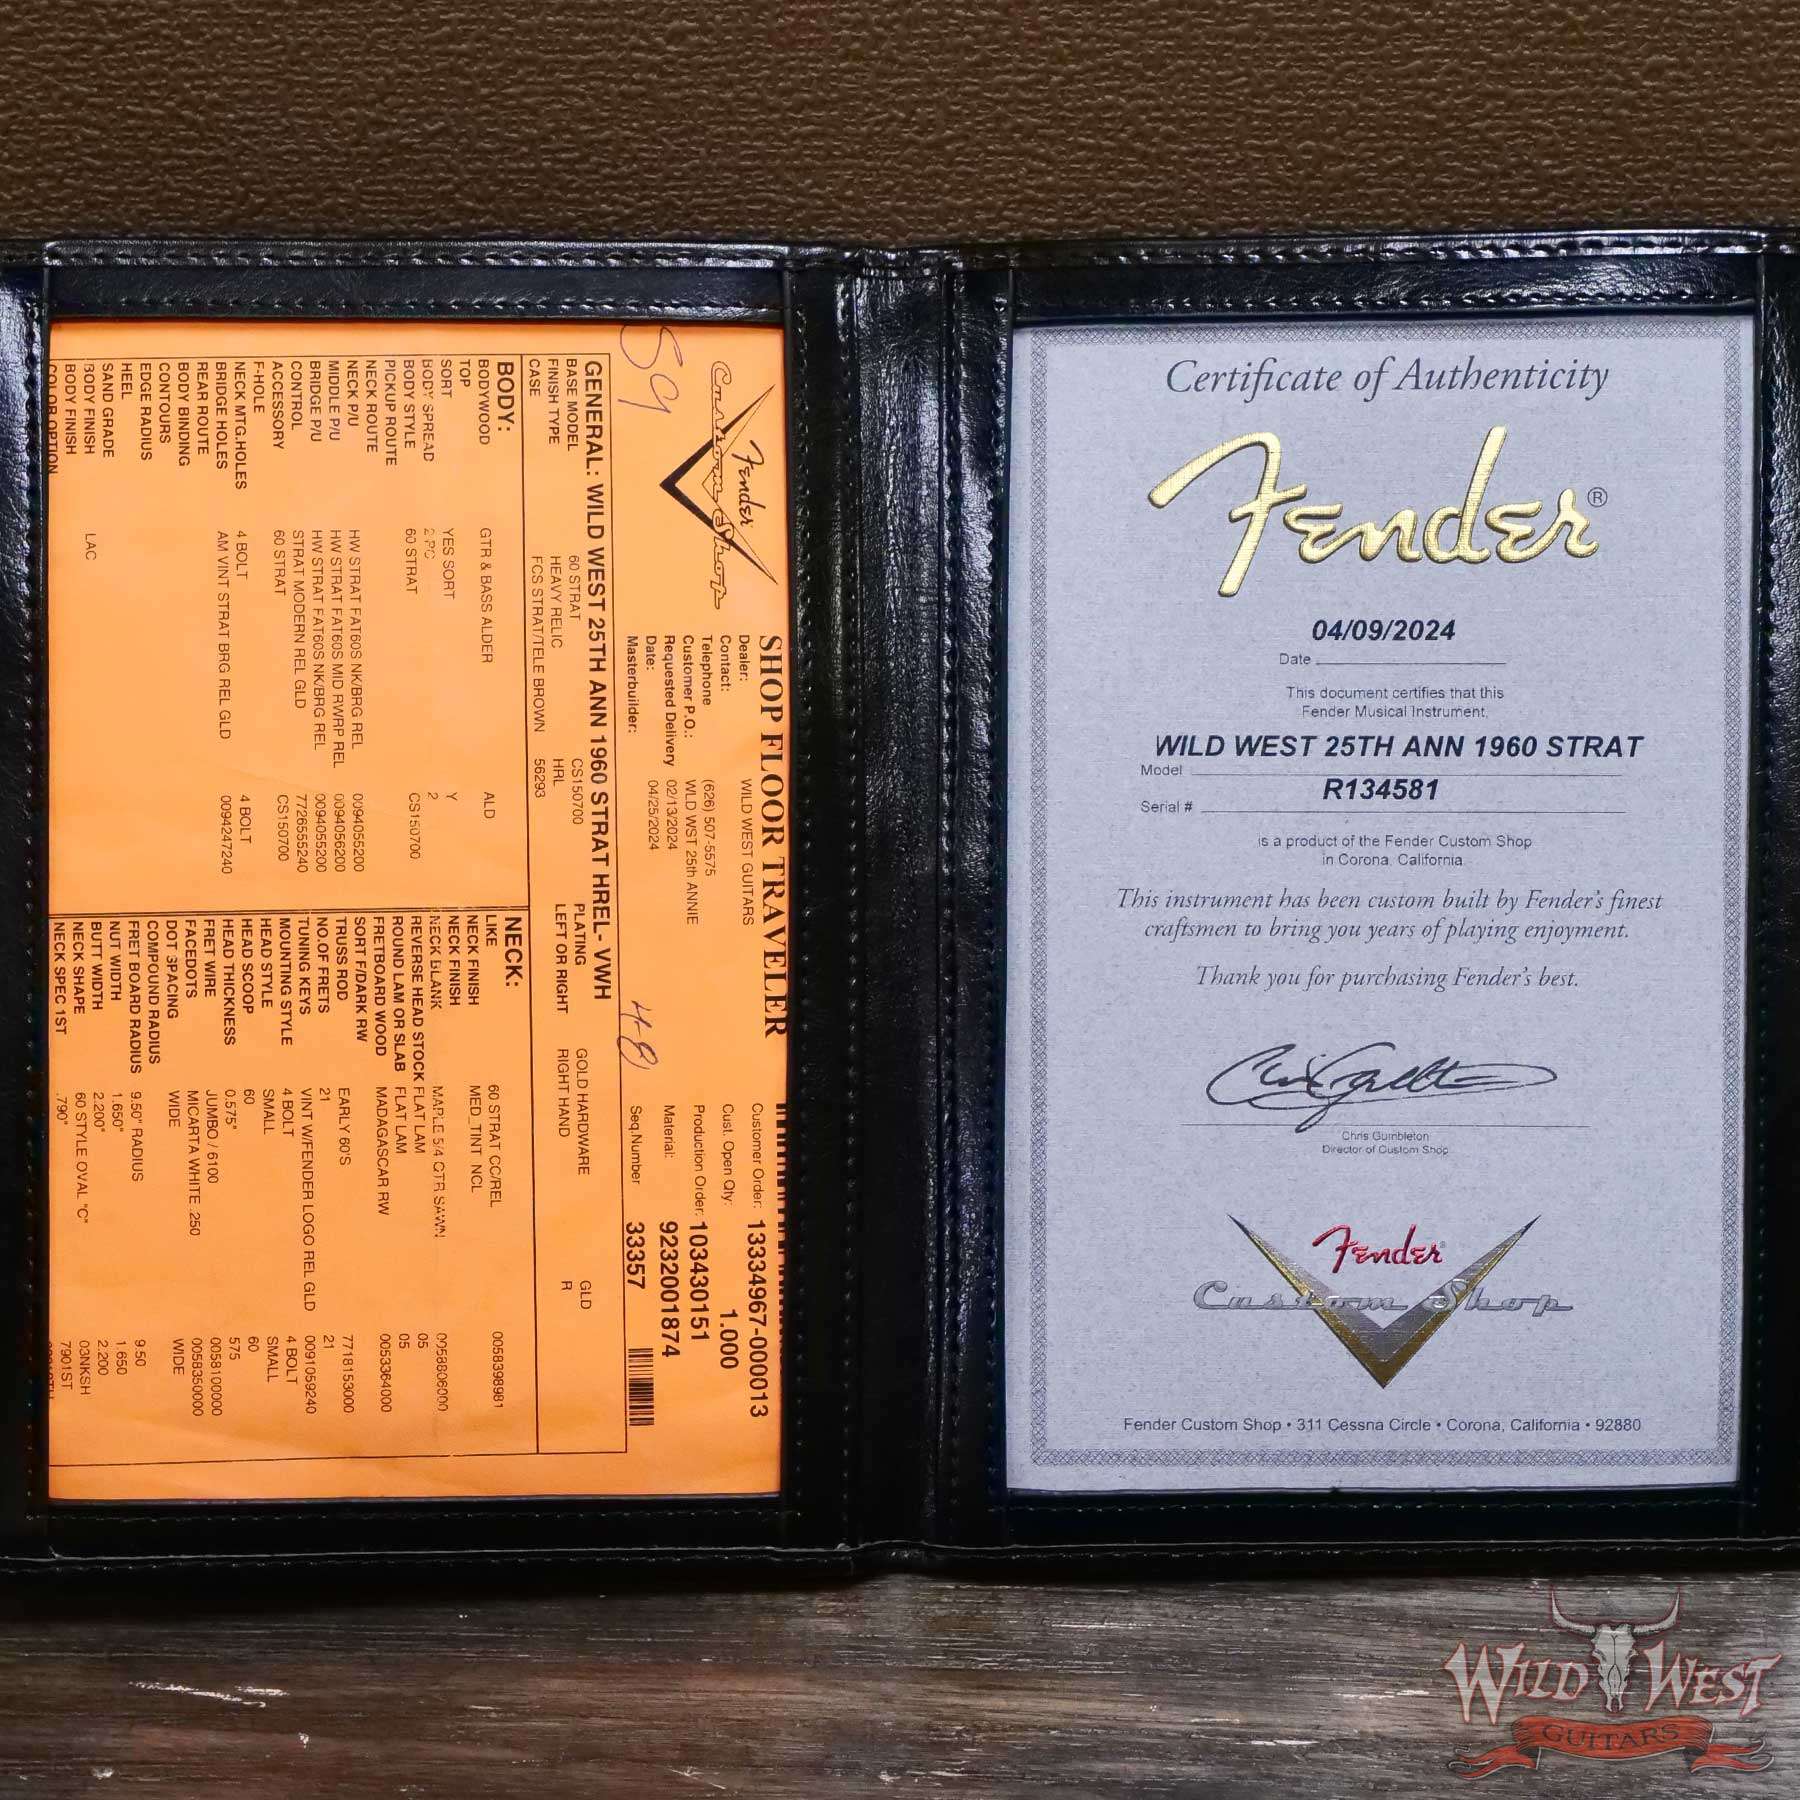 59
Fender
Custom Shop
SHOP FLOOR TRAVELER
Dealer: WILD WEST GUITARS
Contact:
Telephone (626) 507-5575
Customer P.O.: WLD WST 25th ANNIE
Requested Delivery 02/13/2024
Date: 04/25/2024
Masterbuilder:
4-8
Customer Order: 13334967-000013
Cust. Open Qty: 1.000
Production Order: 103430151
Material: 9232001874
Seq.Number 33357
GENERAL: WILD WEST 25TH ANN 1960 STRAT HREL- VWH
BASE MODEL 60 STRAT CS150700 PLATING GOLD HARDWARE GLD
FINISH TYPE HEAVY RELIC HRL LEFT OR RIGHT RIGHT HAND R
CASE FCS STRAT/TELE BROWN 56293
BODY:
BODYWOOD GTR & BASS ALDER ALD
TOP
SORT YES SORT Y
BODY SPREAD 2 PC 2
BODY STYLE 60 STRAT CS150700
PICKUP ROUTE
NECK ROUTE
NECK P/U HW STRAT FAT60S NK/BRG REL 0094055200
MIDDLE P/U HW STRAT FAT60S MID RWRP REL 0094056200
BRIDGE P/U HW STRAT FAT60S NK/BRG REL 0094055200
CONTROL STRAT MODERN REL GLD 7726555240
ACCESSORY 60 STRAT CS150700
F-HOLE
NECK MTG.HOLES 4 BOLT 4 BOLT
BRIDGE HOLES AM VINT STRAT BRG REL GLD 0094247240
REAR ROUTE
BODY BINDING
CONTOURS
EDGE RADIUS
HEEL
SAND GRADE
BODY FINISH LAC
BODY FINISH
COLOR OPTION
NECK:
LIKE 60 STRAT CC/REL 0058398981
NECK FINISH MED_TINT_NCL
NECK FINISH
NECK BLANK MAPLE 5/4 QTR SAWN 0058806000
REVERSE HEAD STOCK FLAT LAM 05
ROUND LAM OR SLAB FLAT LAM 05
FRETBOARD WOOD MADAGASCAR RW 0053364000
SORT F/DARK RW
TRUSS ROD EARLY 60'S 7718153000
NO.OF FRETS 21 21
TUNING KEYS VINT W/FENDER LOGO REL GLD 0091059240
MOUNTING STYLE 4 BOLT 4 BOLT
HEAD STYLE SMALL SMALL
HEAD SCOOP 60 60
HEAD THICKNESS 0.575" 575
FRET WIRE JUMBO / 6100 0058100000
FACEDOTS MICARTA WHITE .250 0058350000
DOT SPACING WIDE WIDE
COMPOUND RADIUS
FRET BOARD RADIUS 9.50" RADIUS 9.50
NUT WIDTH 1.650" 1.650
BUTT WIDTH 2.200" 2.200
NECK SHAPE 60 STYLE OVAL "C" 03NKSH
NECK SPEC 1ST .790" 7901ST
Certificate of Authenticity
Fender®
04/09/2024
Date
This document certifies that this
Fender Musical Instrument,
WILD WEST 25TH ANN 1960 STRAT
Model
R134581
Serial #
is a product of the Fender Custom Shop
in Corona, California.
This instrument has been custom built by Fender's finest
craftsmen to bring you years of playing enjoyment.
Thank you for purchasing Fender's best.
Chris Gumbleton
Director of Custom Shop
Fender
Custom Shop
Fender Custom Shop • 311 Cessna Circle • Corona, California • 92880
WILD WEST
GUITARS